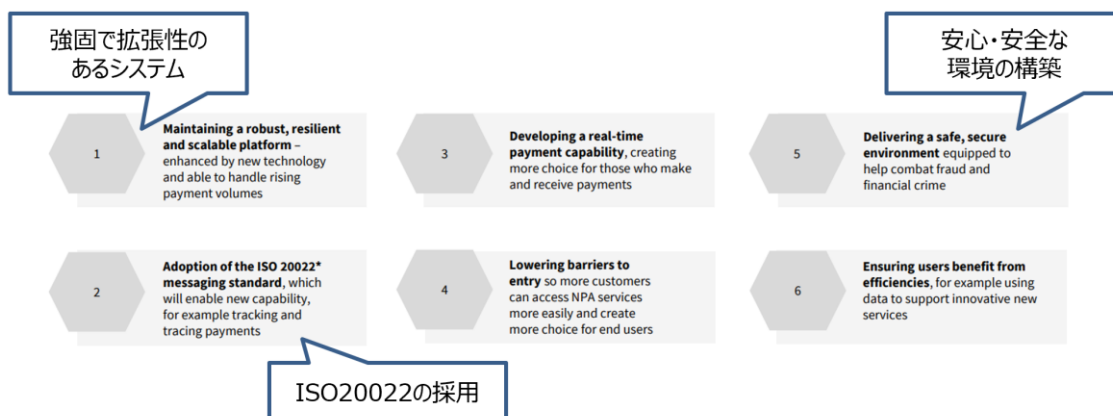 強固で拡張性の
あるシステム
安心・安全な
環境の構築
1
Maintaining a robust, resilient
and scalable platform –
enhanced by new technology
and able to handle rising
payment volumes
3
Developing a real-time
payment capability, creating
more choice for those who make
and receive payments
5
Delivering a safe, secure
environment equipped to
help combat fraud and
financial crime
2
Adoption of the ISO 20022*
messaging standard, which
will enable new capability,
for example tracking and
tracing payments
4
Lowering barriers to
entry so more customers
can access NPA services
more easily and create
more choice for end users
6
Ensuring users benefit from
efficiencies, for example using
data to support innovative new
services
ISO20022の採用